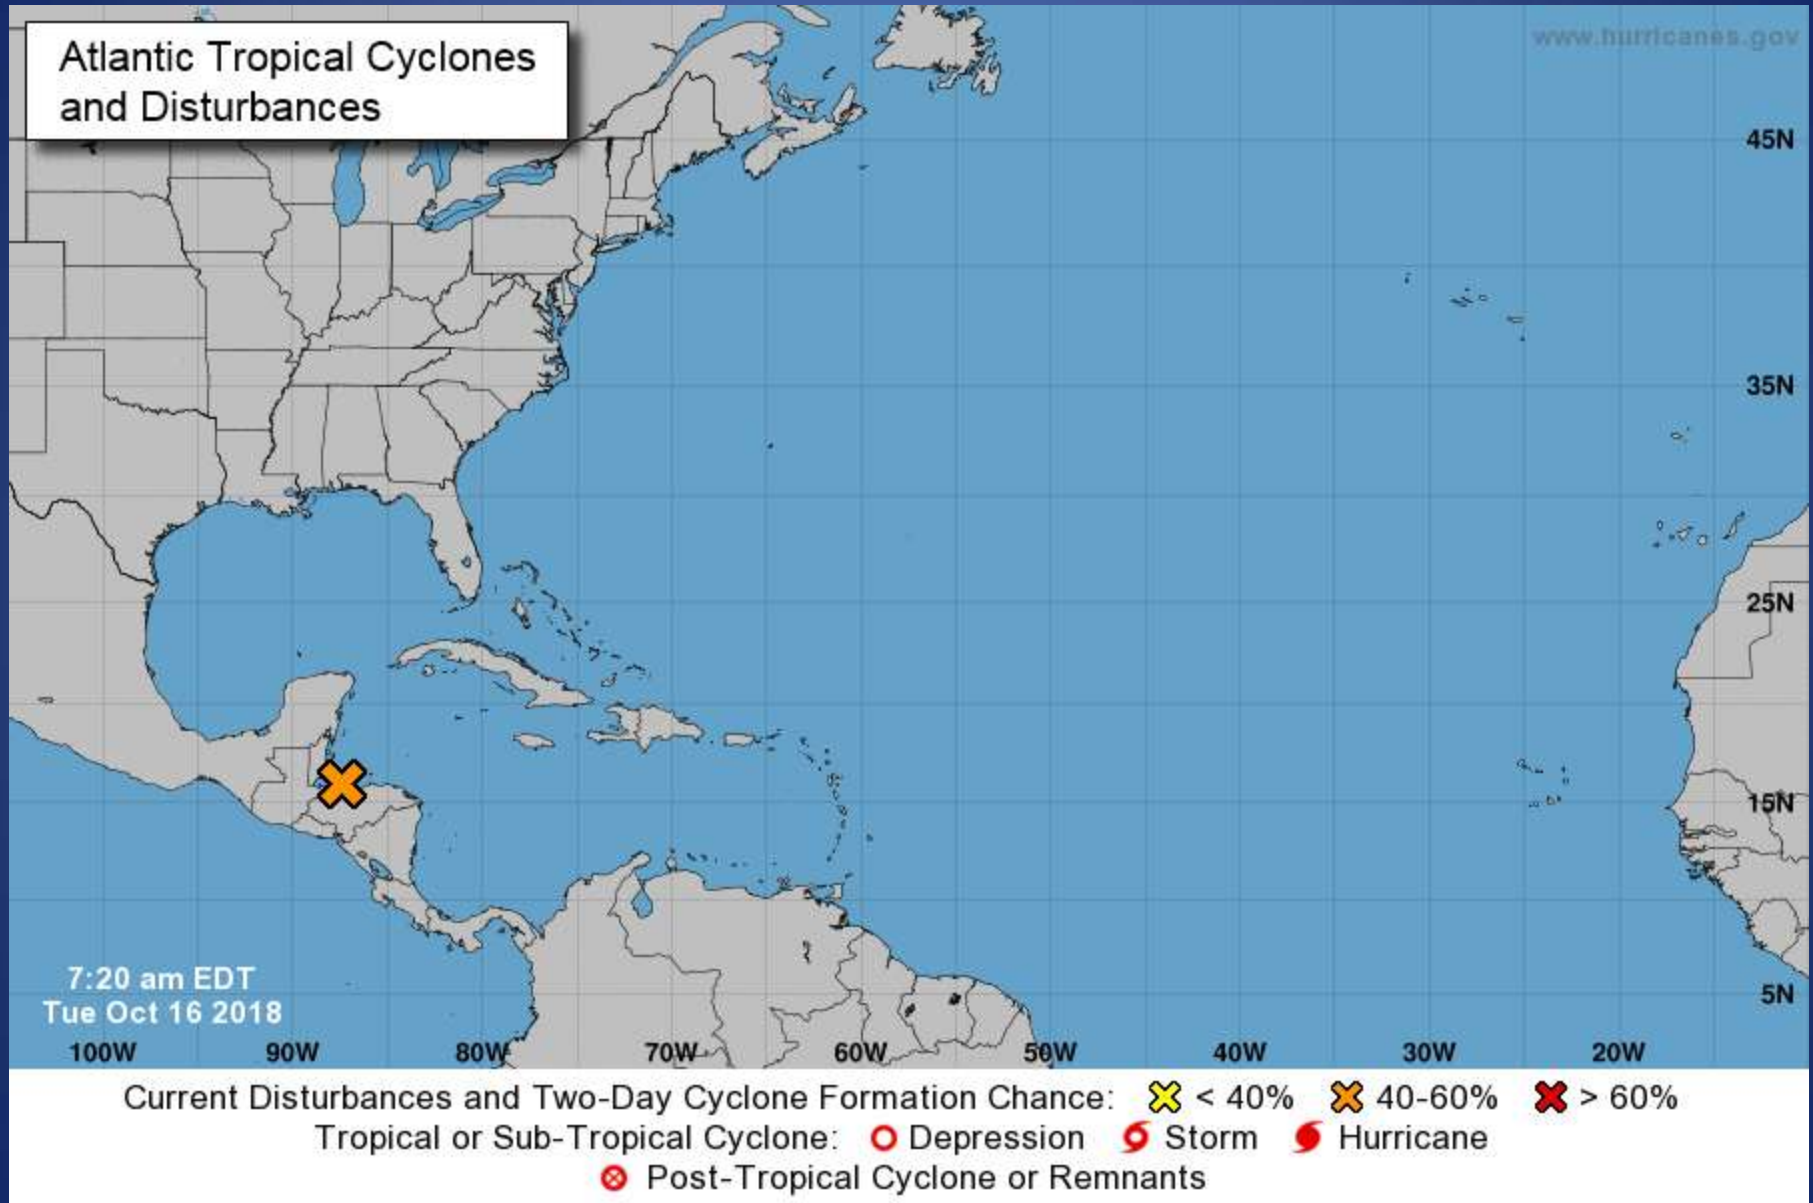 Atlantic Tropical Cyclones
and Disturbances
www.hurricanes.gov
45N
35N
25N
15N
5N
7:20 am EDT
Tue Oct 16 2018
100W 90W 80W 70W 60W 50W 40W 30W 20W
Current Disturbances and Two-Day Cyclone Formation Chance: < 40% 40-60% > 60%
Tropical or Sub-Tropical Cyclone: Depression Storm Hurricane
Post-Tropical Cyclone or Remnants